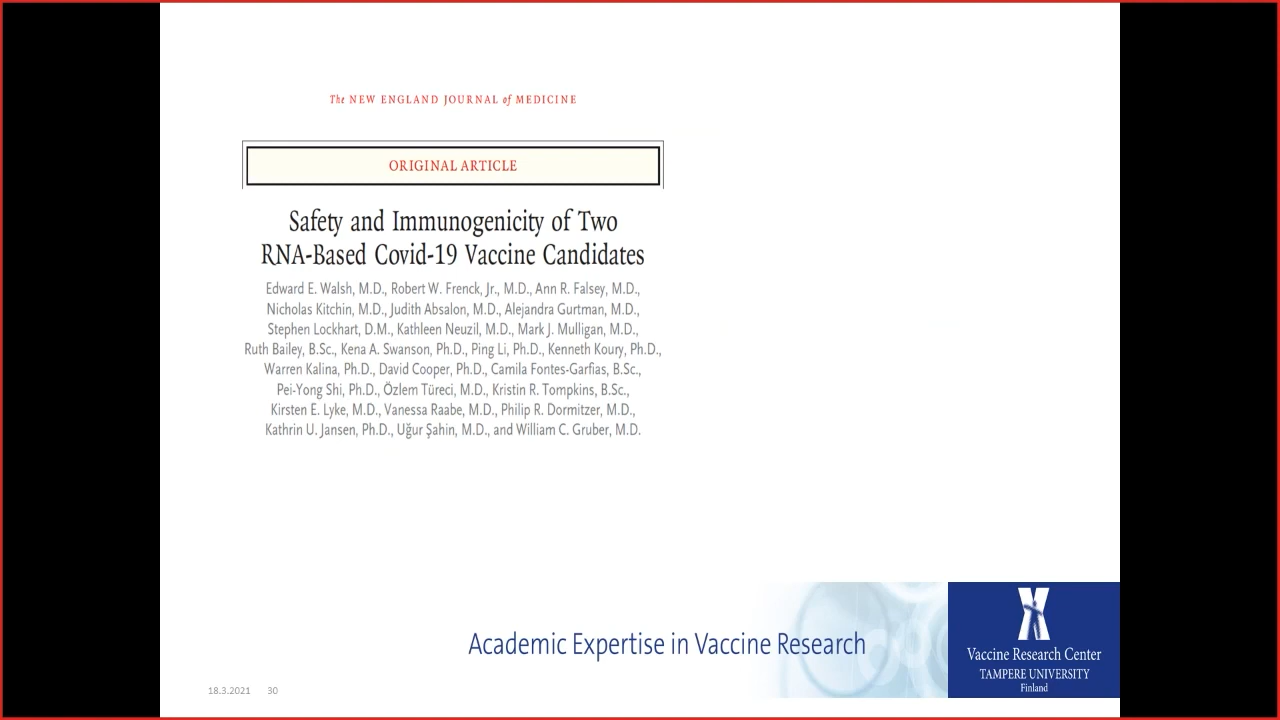 The NEW ENGLAND JOURNAL of MEDICINE
ORIGINAL ARTICLE
Safety and Immunogenicity of Two
RNA-Based Covid-19 Vaccine Candidates
Edward E. Walsh, M.D., Robert W. Frenck, Jr., M.D., Ann R. Falsey, M.D.,
Nicholas Kitchin, M.D., Judith Absalon, M.D., Alejandra Gurtman, M.D.,
Stephen Lockhart, D.M., Kathleen Neuzil, M.D., Mark J. Mulligan, M.D.,
Ruth Bailey, B.Sc., Kena A. Swanson, Ph.D., Ping Li, Ph.D., Kenneth Koury, Ph.D.,
Warren Kalina, Ph.D., David Cooper, Ph.D., Camila Fontes-Garfias, B.Sc.,
Pei-Yong Shi, Ph.D., Özlem Türeci, M.D., Kristin R. Tompkins, B.Sc.,
Kirsten E. Lyke, M.D., Vanessa Raabe, M.D., Philip R. Dormitzer, M.D.,
Kathrin U. Jansen, Ph.D., Uğur Şahin, M.D., and William C. Gruber, M.D.
Academic Expertise in Vaccine Research
Vaccine Research Center
TAMPERE UNIVERSITY
Finland
18.3.2021 30